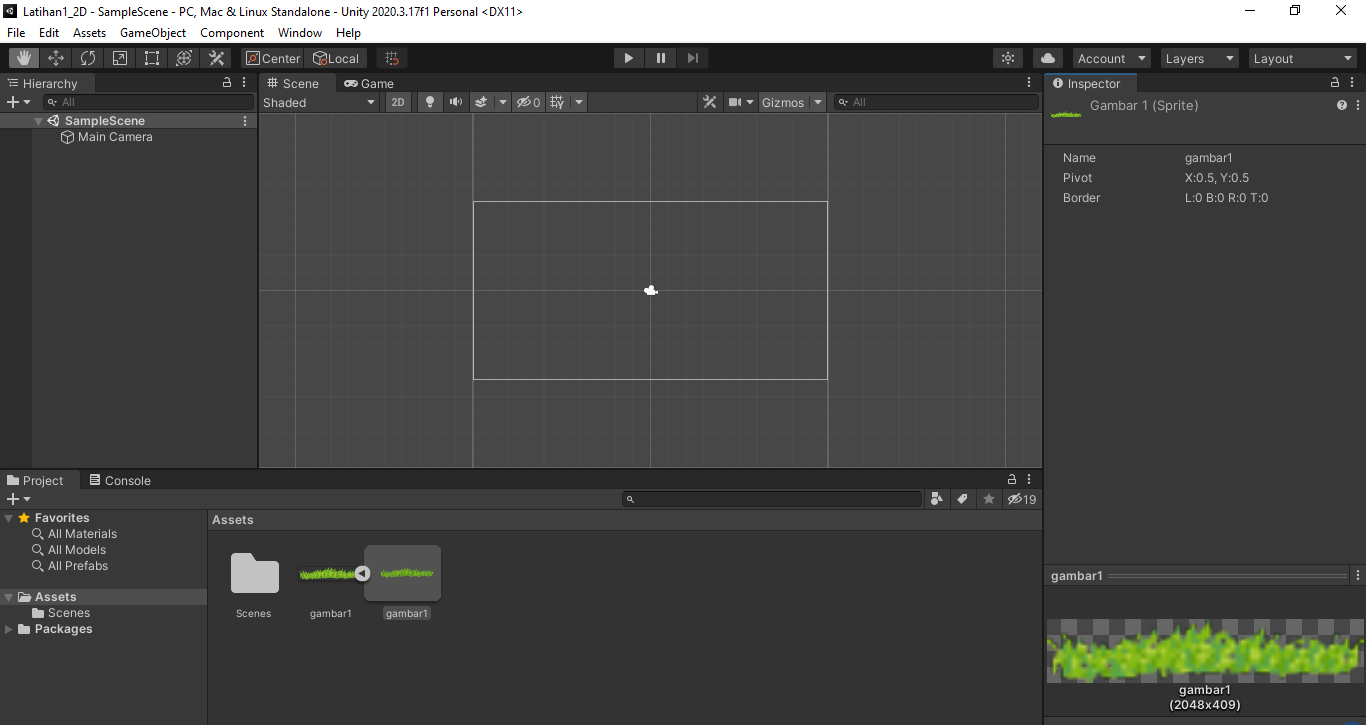 Latihan1_2D - SampleScene - PC, Mac & Linux Standalone - Unity 2020.3.17f1 Personal <DX11>
File Edit Assets GameObject Component Window Help
Center Local Account Layers Layout
Hierarchy
All
SampleScene
Main Camera
Scene Game
Shaded 2D 0 Gizmos All
Inspector
Gambar 1 (Sprite)
Name gambar1
Pivot X:0.5, Y:0.5
Border L:0 B:0 R:0 T:0
Project Console
19
Favorites
All Materials
All Models
All Prefabs
Assets
Scenes
Packages
Assets
Scenes gambar1 gambar1
gambar1
gambar1
(2048x409)